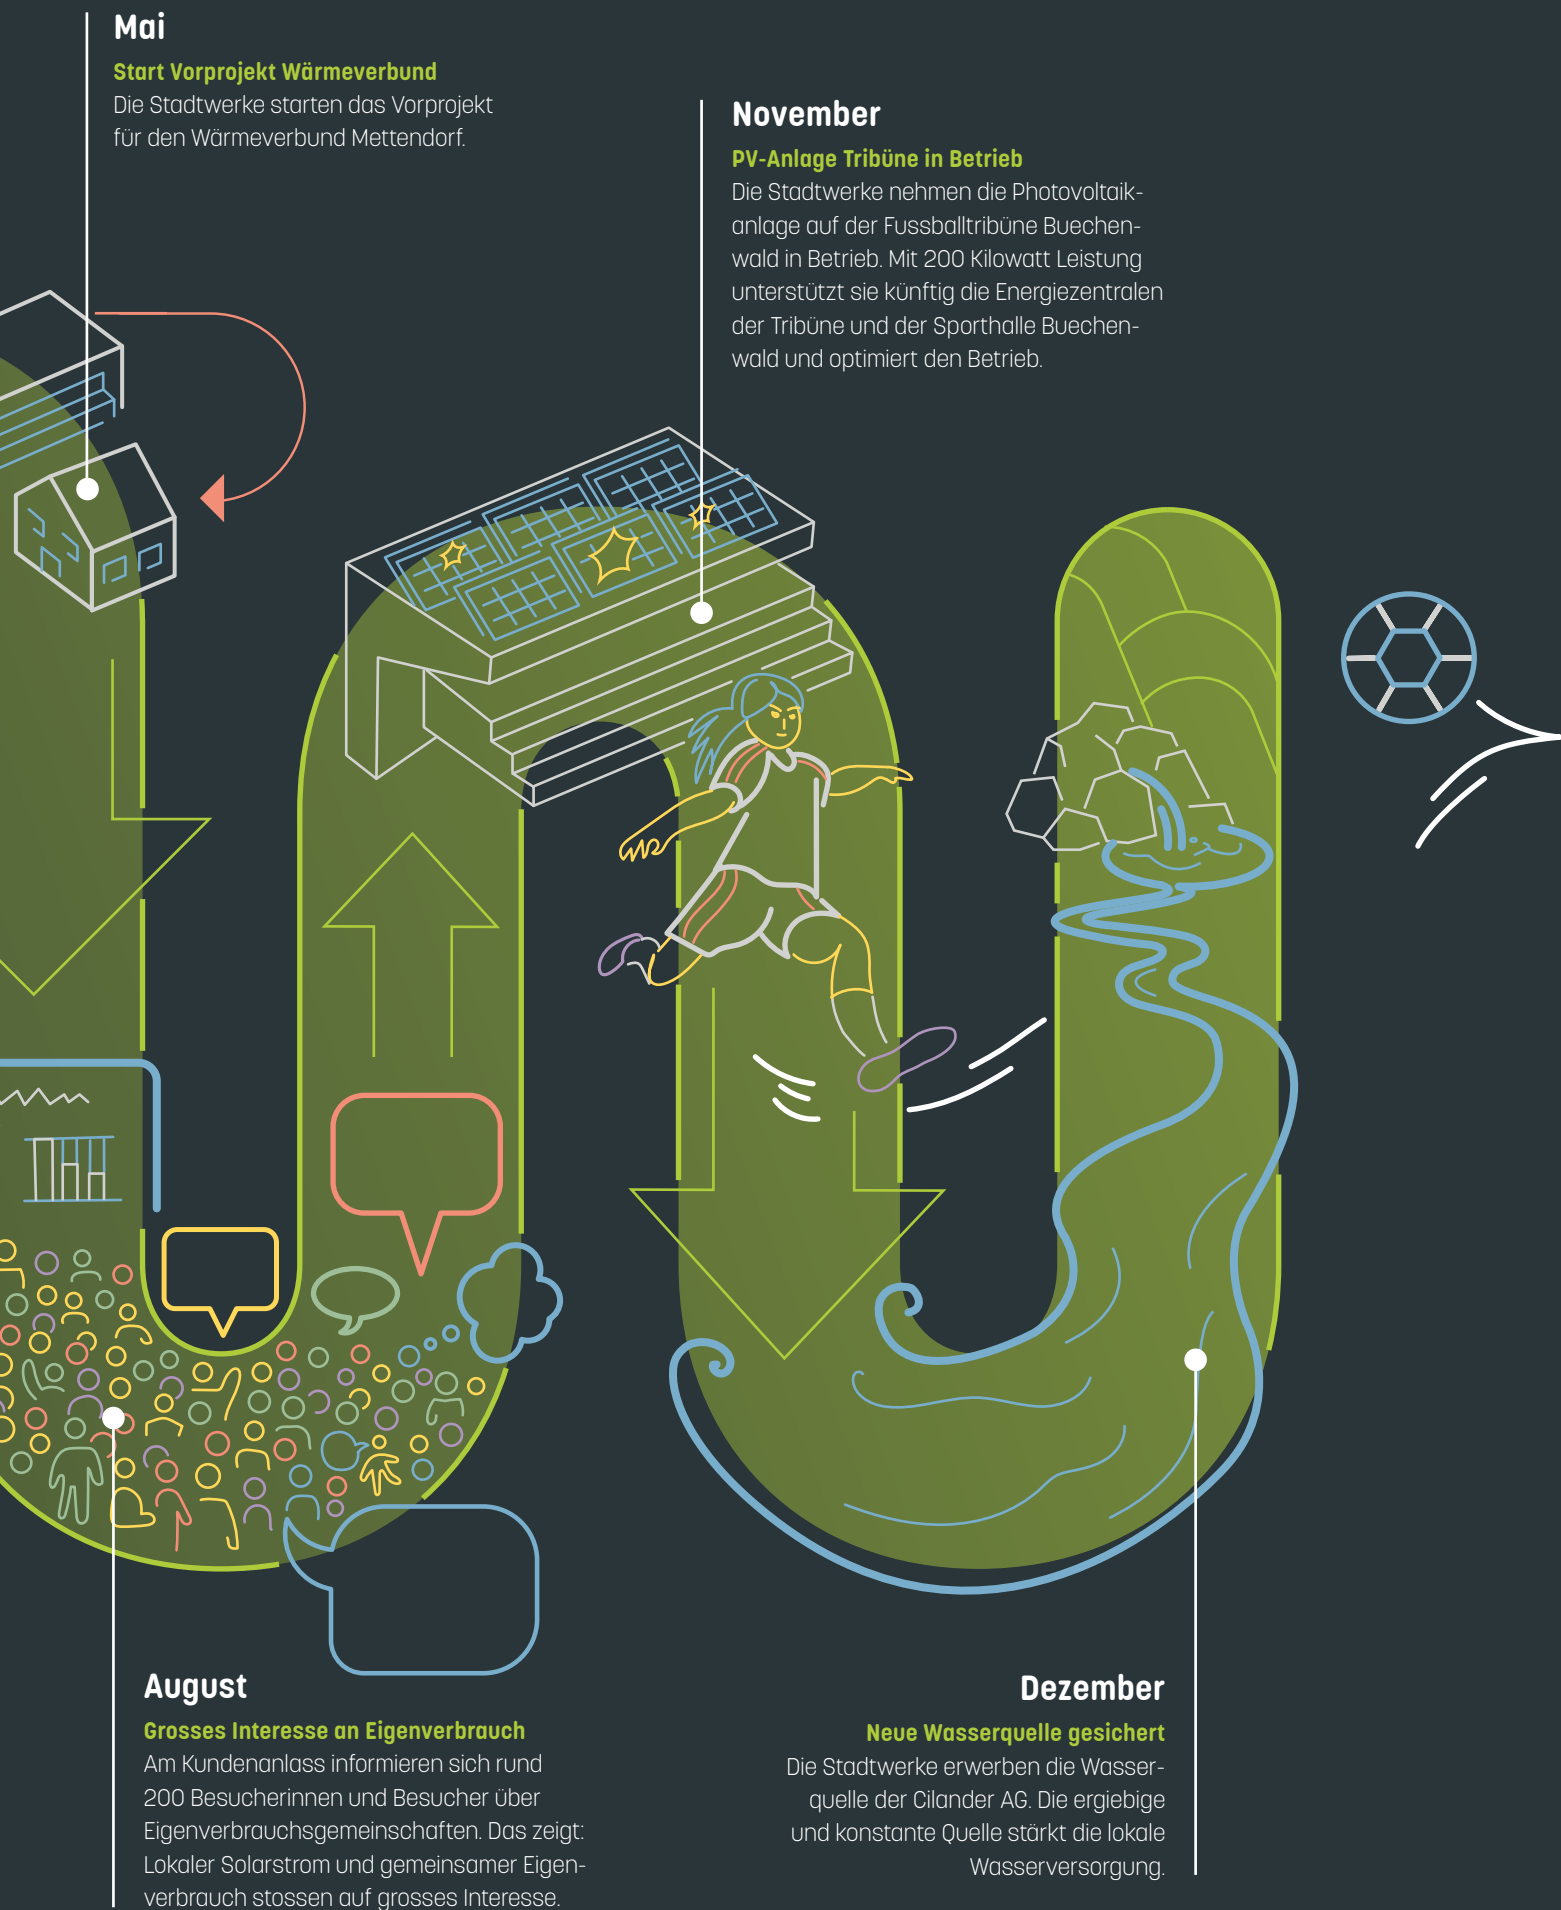 Mai
Start Vorprojekt Wärmeverbund
Die Stadtwerke starten das Vorprojekt
für den Wärmeverbund Mettendorf.
November
PV-Anlage Tribüne in Betrieb
Die Stadtwerke nehmen die Photovoltaik-
anlage auf der Fussballtribüne Buechen-
wald in Betrieb. Mit 200 Kilowatt Leistung
unterstützt sie künftig die Energiezentralen
der Tribüne und der Sporthalle Buechen-
wald und optimiert den Betrieb.
August
Grosses Interesse an Eigenverbrauch
Am Kundenanlass informieren sich rund
200 Besucherinnen und Besucher über
Eigenverbrauchsgemeinschaften. Das zeigt:
Lokaler Solarstrom und gemeinsamer Eigen-
verbrauch stossen auf grosses Interesse.
Dezember
Neue Wasserquelle gesichert
Die Stadtwerke erwerben die Wasser-
quelle der Cilander AG. Die ergiebige
und konstante Quelle stärkt die lokale
Wasserversorgung.